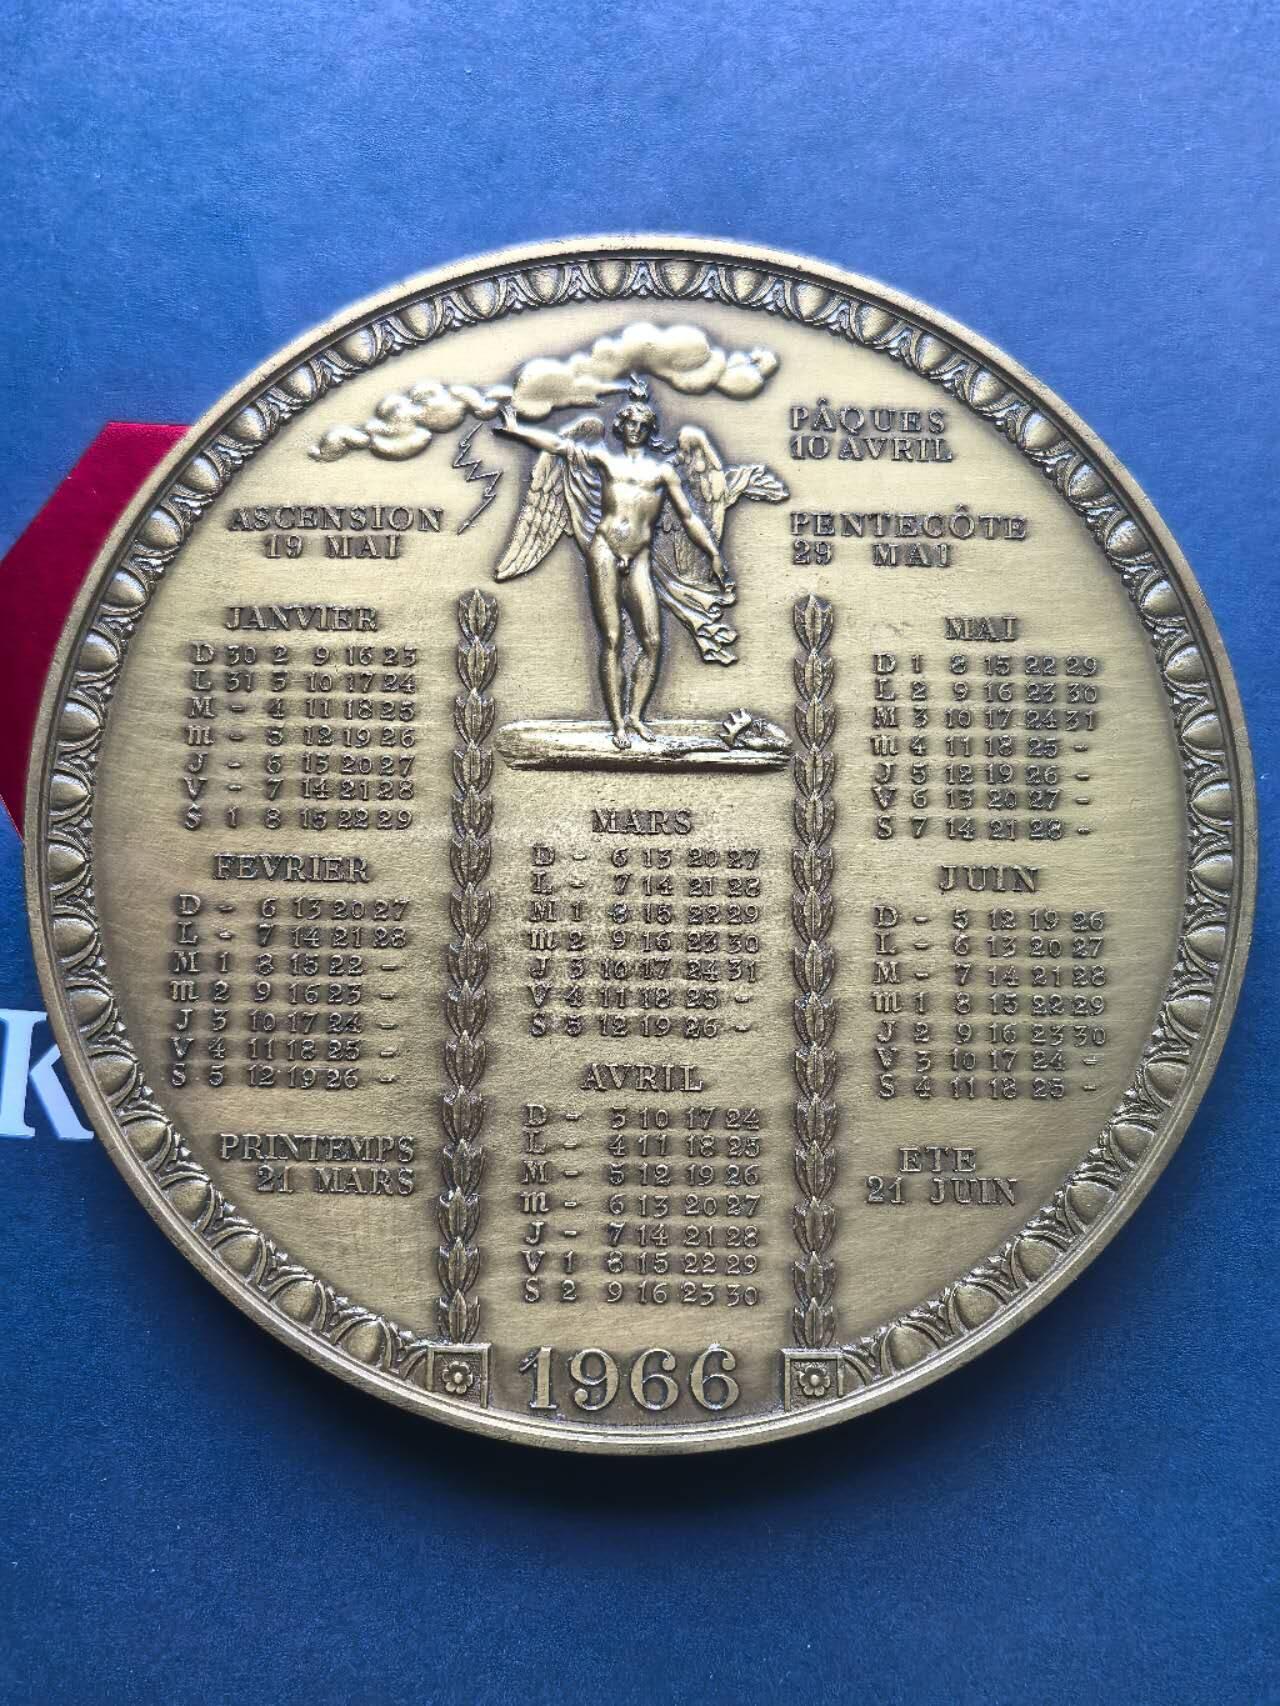 PÂQUES
10 AVRIL
ASCENSION
19 MAI
PENTECÔTE
29 MAI
JANVIER
D 30 2 9 16 23
L 31 3 10 17 24
M - 4 11 18 25
m - 5 12 19 26
J - 6 13 20 27
V - 7 14 21 28
S 1 8 15 22 29
FEVRIER
D - 6 13 20 27
L - 7 14 21 28
M 1 8 15 22 -
m 2 9 16 23 -
J 3 10 17 24 -
V 4 11 18 25 -
S 5 12 19 26 -
PRINTEMPS
21 MARS
MARS
D - 6 13 20 27
L - 7 14 21 28
M 1 8 15 22 29
m 2 9 16 23 30
J 3 10 17 24 31
V 4 11 18 25 -
S 5 12 19 26 -
AVRIL
D - 3 10 17 24
L - 4 11 18 25
M - 5 12 19 26
m - 6 13 20 27
J - 7 14 21 28
V 1 8 15 22 29
S 2 9 16 23 30
MAI
D 1 8 15 22 29
L 2 9 16 23 30
M 3 10 17 24 31
m 4 11 18 25 -
J 5 12 19 26 -
V 6 13 20 27 -
S 7 14 21 28 -
JUIN
D - 5 12 19 26
L - 6 13 20 27
M - 7 14 21 28
m 1 8 15 22 29
J 2 9 16 23 30
V 3 10 17 24 -
S 4 11 18 25 -
ETE
21 JUIN
1966
K